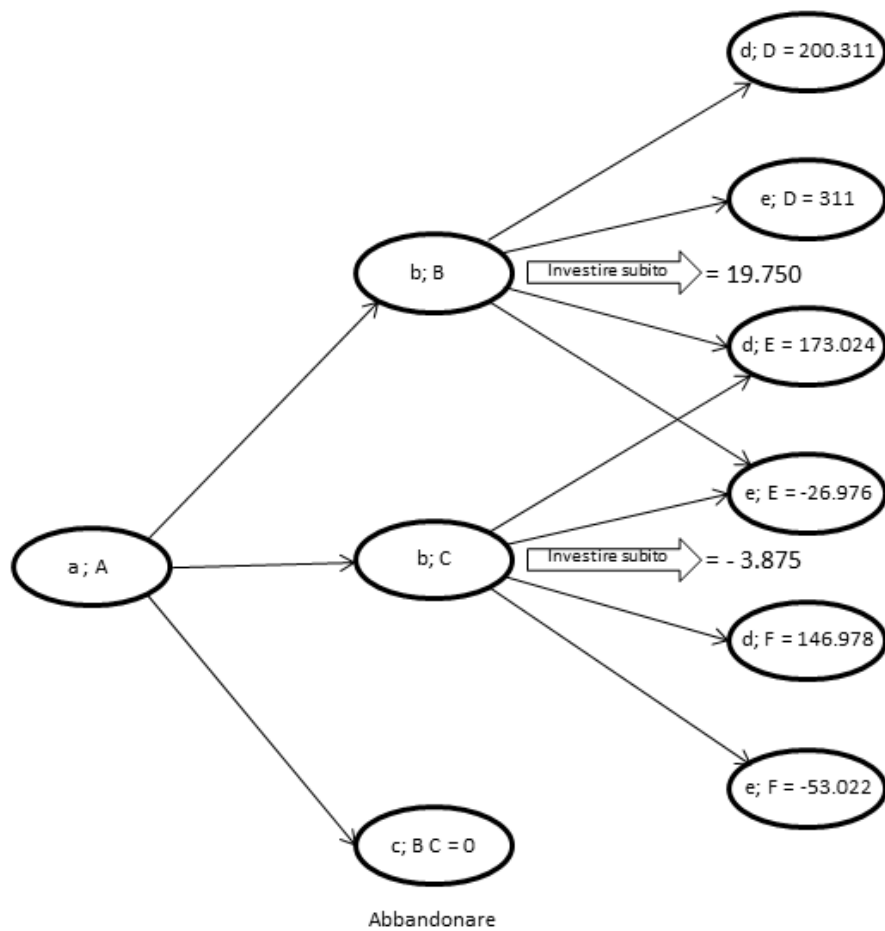 d; D = 200.311
e; D = 311
b; B
Investire subito = 19.750
d; E = 173.024
e; E = -26.976
a ; A
b; C
Investire subito = - 3.875
d; F = 146.978
e; F = -53.022
c; B C = 0
Abbandonare